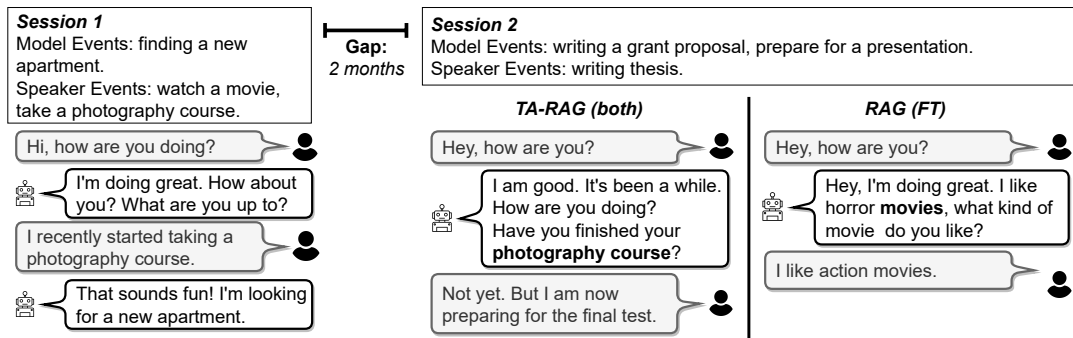 Session 1
Model Events: finding a new
apartment.
Speaker Events: watch a movie,
take a photography course.
Hi, how are you doing?
I'm doing great. How about
you? What are you up to?
I recently started taking a
photography course.
That sounds fun! I'm looking
for a new apartment.
Gap:
2 months
Session 2
Model Events: writing a grant proposal, prepare for a presentation.
Speaker Events: writing thesis.
TA-RAG (both)
Hey, how are you?
I am good. It's been a while.
How are you doing?
Have you finished your
photography course?
Not yet. But I am now
preparing for the final test.
RAG (FT)
Hey, how are you?
Hey, I'm doing great. I like
horror movies, what kind of
movie do you like?
I like action movies.